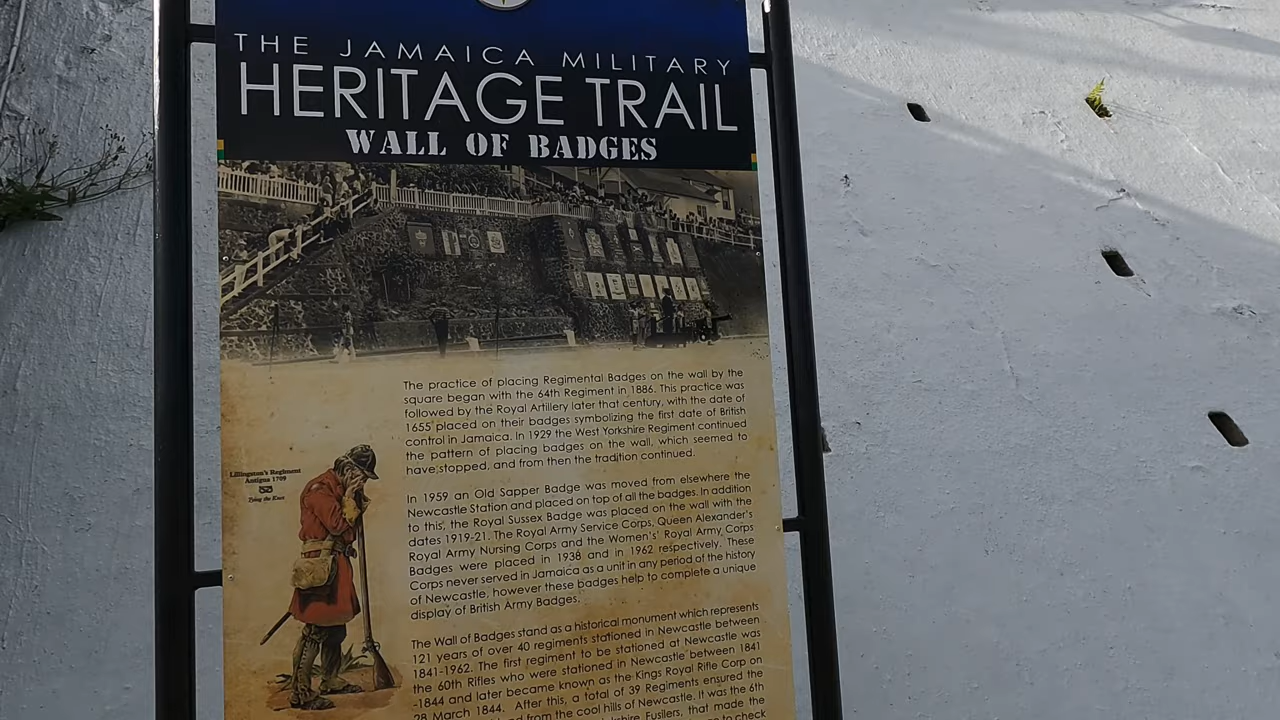 THE JAMAICA MILITARY
HERITAGE TRAIL
WALL OF BADGES
The practice of placing Regimental Badges on the wall by the
square began with the 64th Regiment in 1886. This practice was
followed by the Royal Artillery later that century, with the date of
1655 placed on their badges symbolizing the first date of British
control in Jamaica. In 1929 the West Yorkshire Regiment continued
the pattern of placing badges on the wall, which seemed to
have stopped, and from then the tradition continued.
Lillingston's Regiment
Antigua 1709
Tying the Knot
In 1959 an Old Sapper Badge was moved from elsewhere the
Newcastle Station and placed on top of all the badges. In addition
to this, the Royal Sussex Badge was placed on the wall with the
dates 1919-21. The Royal Army Service Corps, Queen Alexander's
Royal Army Nursing Corps and the Women's' Royal Army Corps
Badges were placed in 1938 and in 1962 respectively. These
Corps never served in Jamaica as a unit in any period of the history
of Newcastle, however these badges help to complete a unique
display of British Army Badges.
The Wall of Badges stand as a historical monument which represents
121 years of over 40 regiments stationed in Newcastle between
1841-1962. The first regiment to be stationed at Newcastle was
the 60th Rifles who were stationed in Newcastle between 1841
-1844 and later became known as the Kings Royal Rifle Corp on
28 March 1844. After this, a total of 39 Regiments ensured the
from the cool hills of Newcastle. It was the 6th
Fusilers, that made the
to check